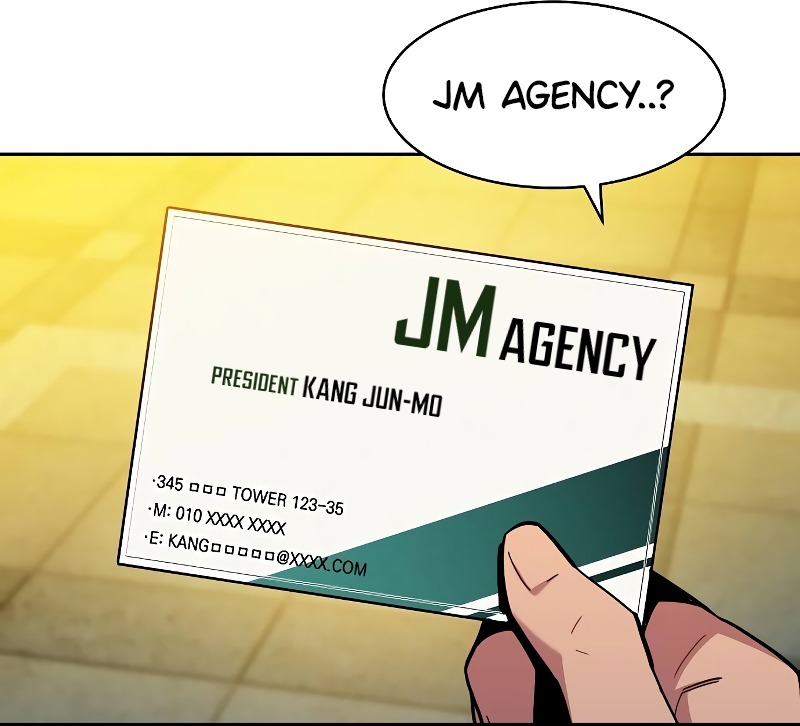 JM AGENCY..?
JM AGENCY
PRESIDENT KANG JUN-MO
·345 □□□ TOWER 123-35
·M: 010 XXXX XXXX
·E: KANG□□□□□@XXXX.COM